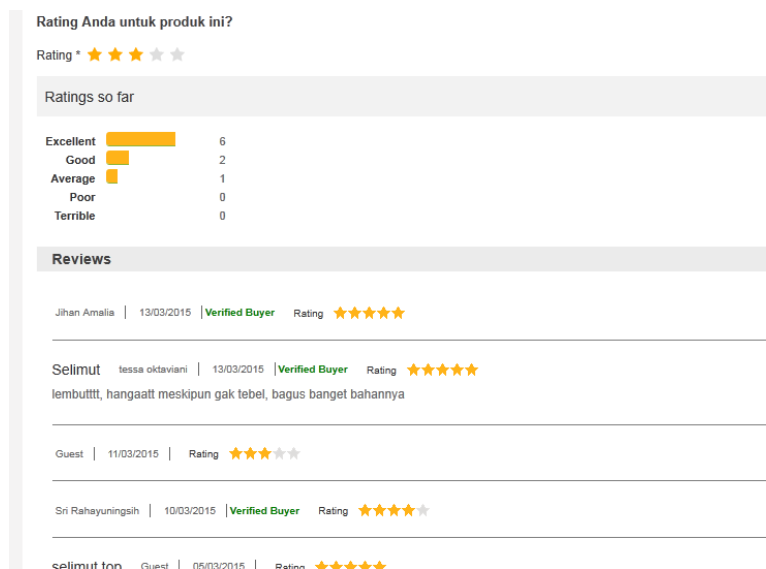 Rating Anda untuk produk ini?
Rating *
Ratings so far
Excellent 6
Good 2
Average 1
Poor 0
Terrible 0
Reviews
Jihan Amalia | 13/03/2015 | Verified Buyer Rating
Selimut tessa oktaviani | 13/03/2015 | Verified Buyer Rating
lembutttt, hangaatt meskipun gak tebel, bagus banget bahannya
Guest | 11/03/2015 | Rating
Sri Rahayuningsih | 10/03/2015 | Verified Buyer Rating
selimut top Guest | 05/03/2015 | Rating